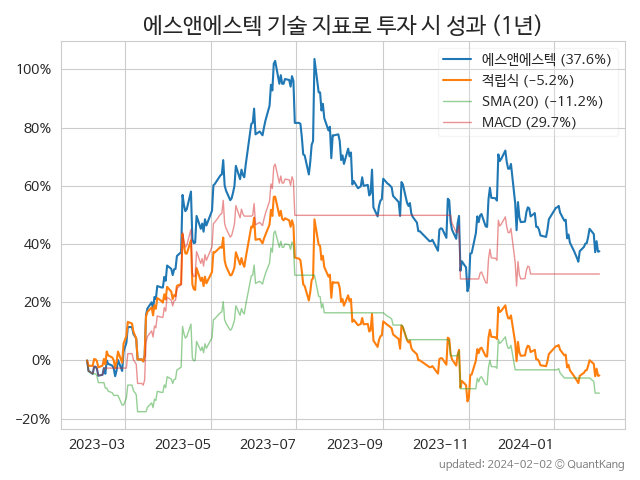 에스앤에스텍 기술 지표로 투자 시 성과 (1년)
에스앤에스텍 (37.6%)
적립식 (−5.2%)
SMA(20) (−11.2%)
MACD (29.7%)
100%
80%
60%
40%
20%
0%
−20%
2023−03 2023−05 2023−07 2023−09 2023−11 2024−01
updated: 2024−02−02 © QuantKang